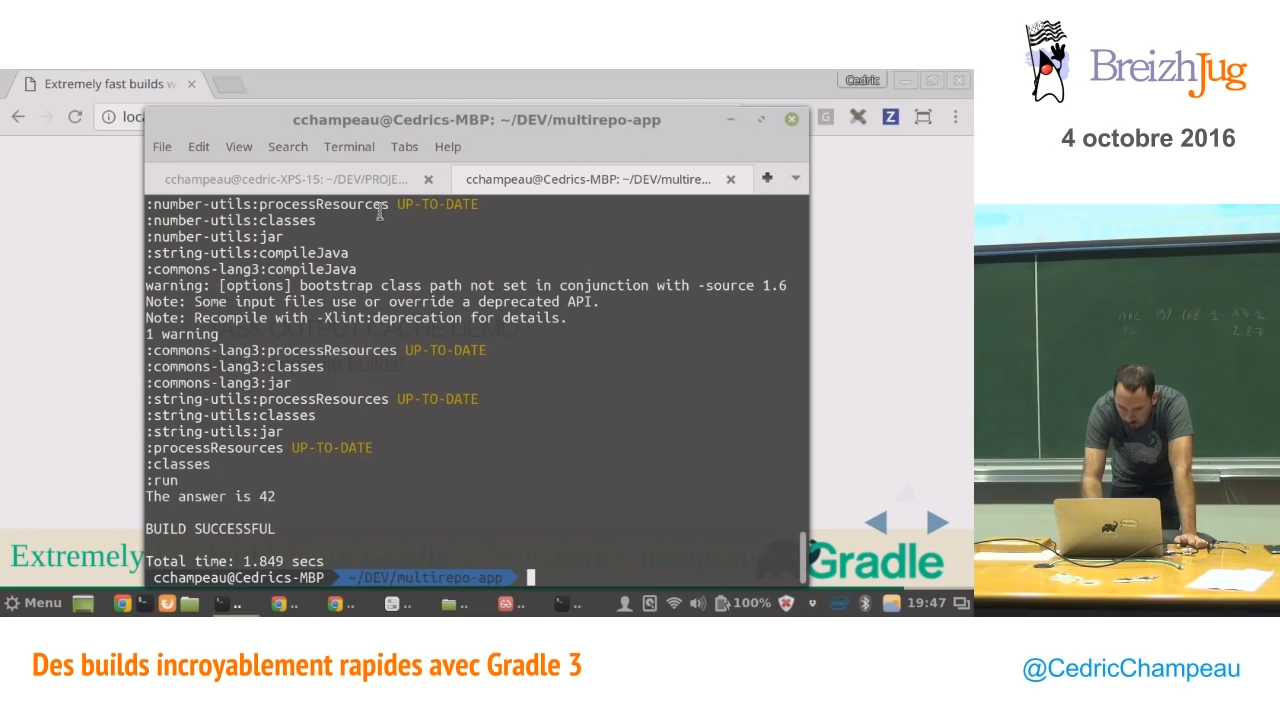 BreizhJug
4 octobre 2016
Extremely fast builds w
Cedric
loca
cchampeau@Cedrics-MBP: ~/DEV/multirepo-app
File Edit View Search Terminal Tabs Help
cchampeau@cedric-XPS-15: ~/DEV/PROJE...
cchampeau@Cedrics-MBP: ~/DEV/multire...
:number-utils:processResources UP-TO-DATE
:number-utils:classes
:number-utils:jar
:string-utils:compileJava
:commons-lang3:compileJava
warning: [options] bootstrap class path not set in conjunction with -source 1.6
Note: Some input files use or override a deprecated API.
Note: Recompile with -Xlint:deprecation for details.
1 warning
:commons-lang3:processResources UP-TO-DATE
:commons-lang3:classes
:commons-lang3:jar
:string-utils:processResources UP-TO-DATE
:string-utils:classes
:string-utils:jar
:processResources UP-TO-DATE
:classes
:run
The answer is 42
BUILD SUCCESSFUL
Total time: 1.849 secs
cchampeau@Cedrics-MBP ~/DEV/multirepo-app
Extremely
Gradle
Menu
100%
19:47
Des builds incroyablement rapides avec Gradle 3
@CedricChampeau